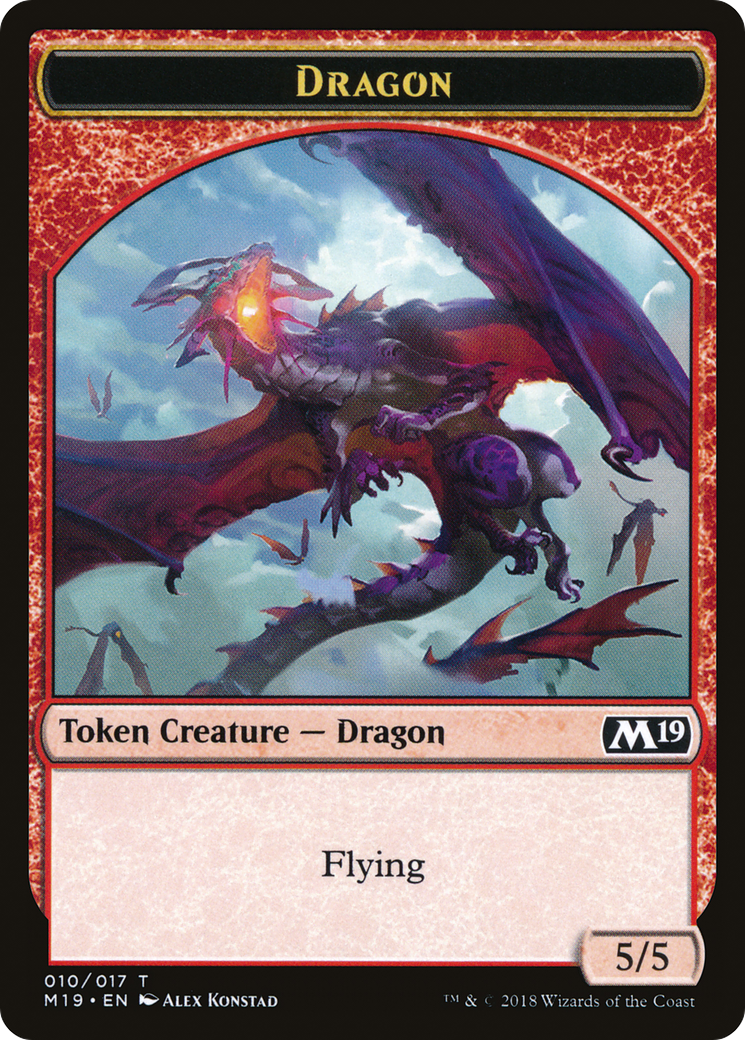 Dragon
Token Creature — Dragon
M19
Flying
5/5
010/017 T
M19 • EN Alex Konstad
™ & © 2018 Wizards of the Coast